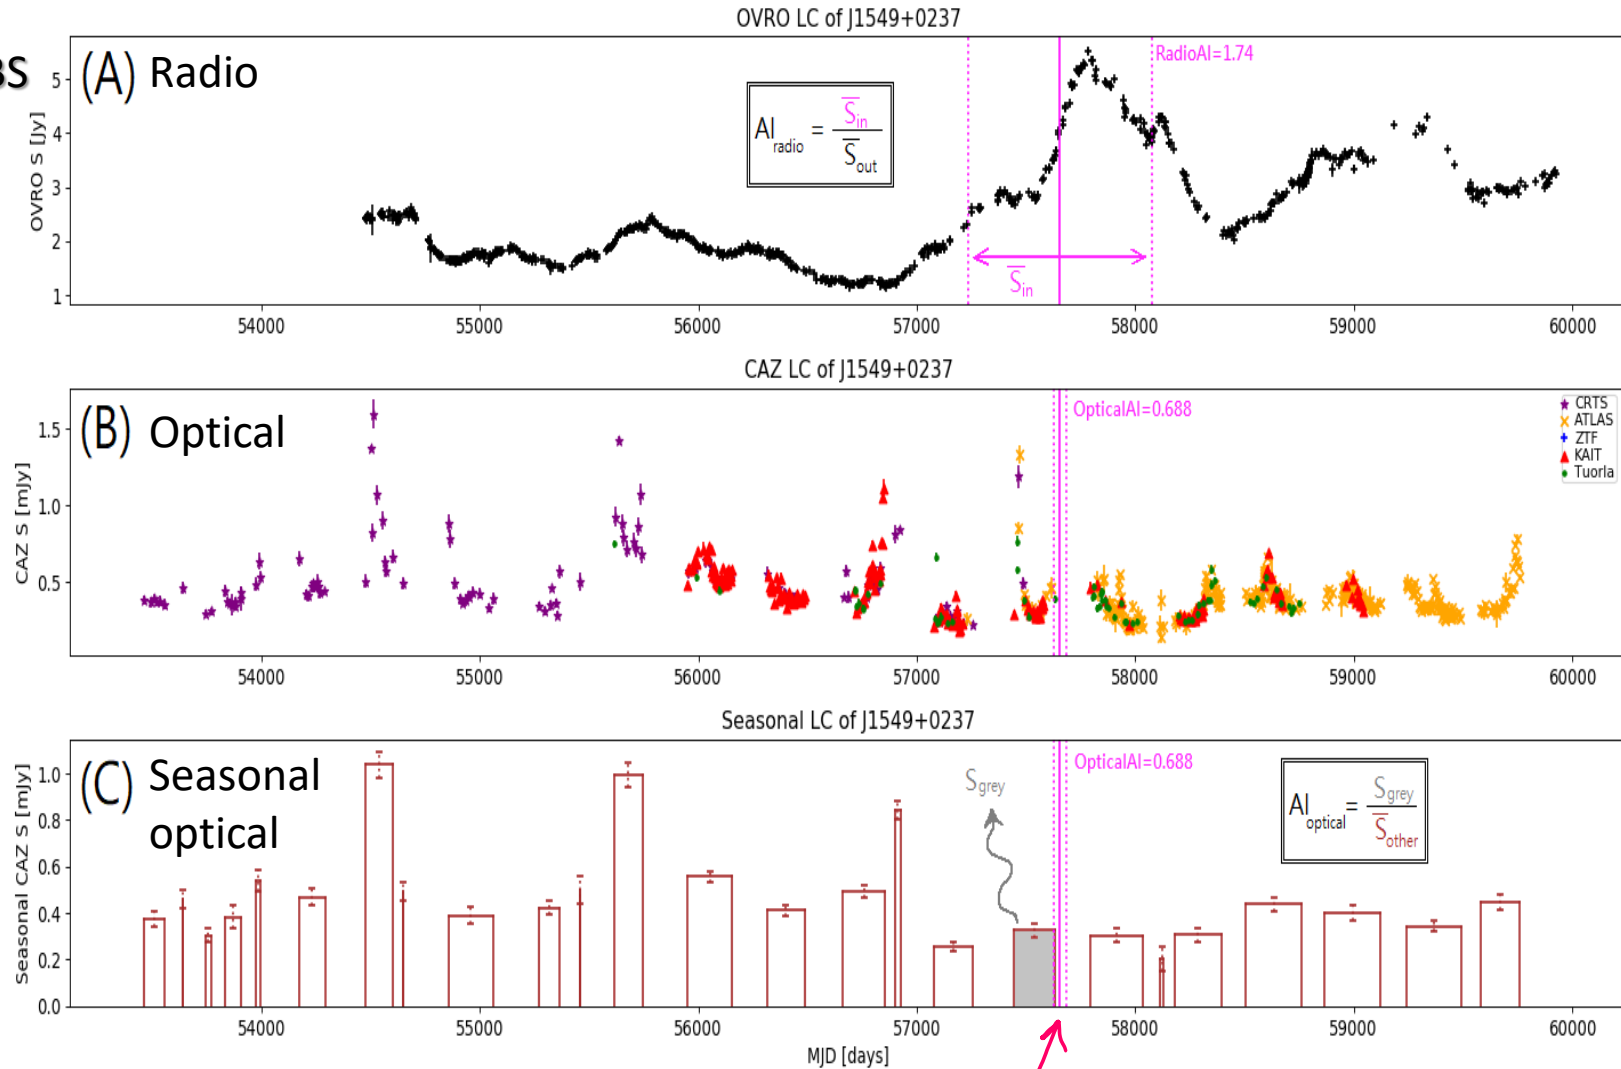 OVRO LC of J1549+0237
BS
(A) Radio
RadioAI=1.74
AI radio = S̅in / S̅out
S̅in
OVRO S [Jy]
5
4
3
2
1
54000 55000 56000 57000 58000 59000 60000
CAZ LC of J1549+0237
(B) Optical
OpticalAI=0.688
CRTS
ATLAS
ZTF
KAIT
Tuorla
CAZ S [mJy]
1.5
1.0
0.5
54000 55000 56000 57000 58000 59000 60000
Seasonal LC of J1549+0237
(C) Seasonal
optical
Sgrey
OpticalAI=0.688
AI optical = Sgrey / S̅other
Seasonal CAZ S [mJy]
1.0
0.8
0.6
0.4
0.2
0.0
54000 55000 56000 57000 58000 59000 60000
MJD [days]